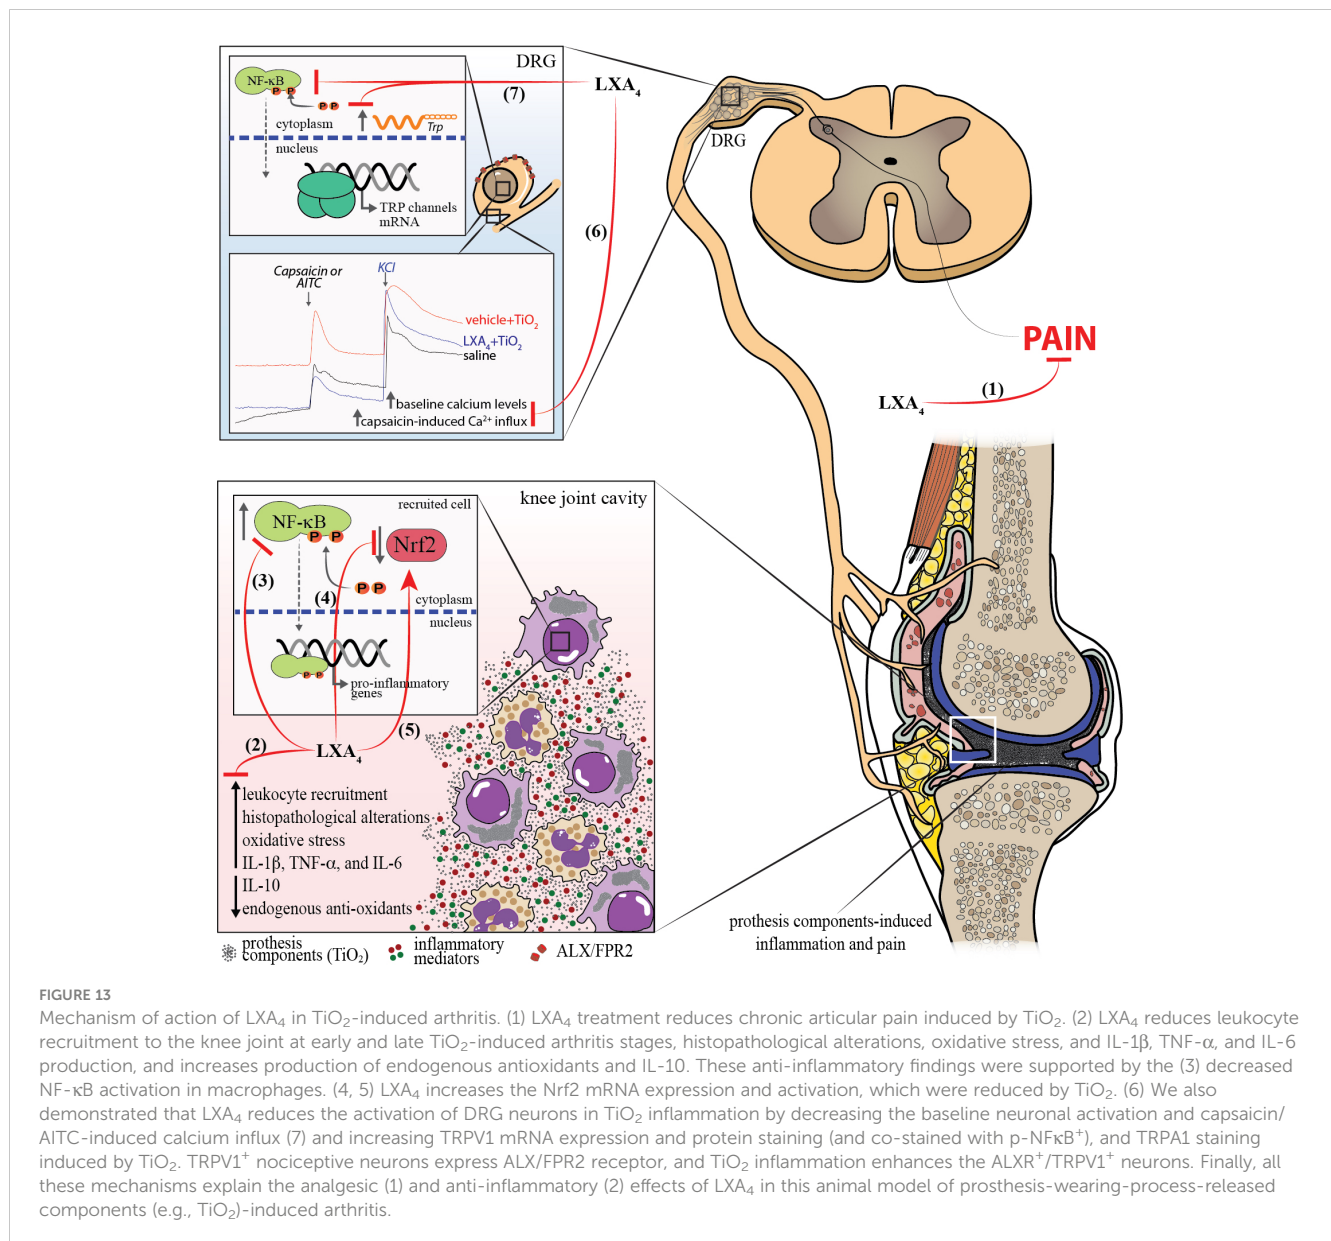 DRG
NF-κB
P P
P P
cytoplasm
nucleus
Trp
TRP channels
mRNA
(7)
LXA₄
(6)
DRG
Capsaicin or
AITC
KCl
vehicle+TiO₂
LXA₄+TiO₂
saline
baseline calcium levels
capsaicin-induced Ca²⁺ influx
PAIN
(1)
LXA₄
knee joint cavity
recruited cell
NF-κB
P P
Nrf2
(3)
(4)
P P
cytoplasm
nucleus
P P
pro-inflammatory
genes
(5)
(2)
LXA₄
leukocyte recruitment
histopathological alterations
oxidative stress
IL-1β, TNF-α, and IL-6
IL-10
endogenous anti-oxidants
prothesis components-induced
inflammation and pain
prothesis
components (TiO₂)
inflammatory
mediators
ALX/FPR2
FIGURE 13
Mechanism of action of LXA₄ in TiO₂-induced arthritis. (1) LXA₄ treatment reduces chronic articular pain induced by TiO₂. (2) LXA₄ reduces leukocyte
recruitment to the knee joint at early and late TiO₂-induced arthritis stages, histopathological alterations, oxidative stress, and IL-1β, TNF-α, and IL-6
production, and increases production of endogenous antioxidants and IL-10. These anti-inflammatory findings were supported by the (3) decreased
NF-κB activation in macrophages. (4, 5) LXA₄ increases the Nrf2 mRNA expression and activation, which were reduced by TiO₂. (6) We also
demonstrated that LXA₄ reduces the activation of DRG neurons in TiO₂ inflammation by decreasing the baseline neuronal activation and capsaicin/
AITC-induced calcium influx (7) and increasing TRPV1 mRNA expression and protein staining (and co-stained with p-NFκB⁺), and TRPA1 staining
induced by TiO₂. TRPV1⁺ nociceptive neurons express ALX/FPR2 receptor, and TiO₂ inflammation enhances the ALXR⁺/TRPV1⁺ neurons. Finally, all
these mechanisms explain the analgesic (1) and anti-inflammatory (2) effects of LXA₄ in this animal model of prosthesis-wearing-process-released
components (e.g., TiO₂)-induced arthritis.